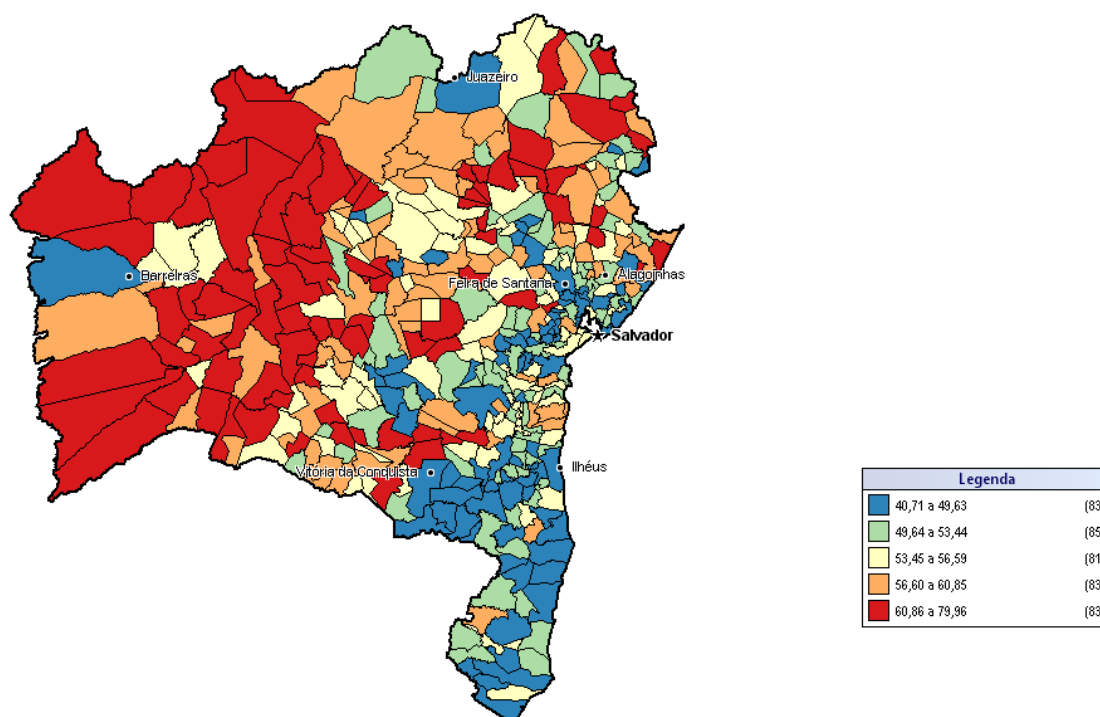 Juazeiro
Barreiras
Alagoinhas
Feira de Santana
Salvador
Ilhéus
Vitória da Conquista
Legenda
40,71 a 49,63 (83
49,64 a 53,44 (85
53,45 a 56,59 (81
56,60 a 60,85 (83
60,86 a 79,96 (83